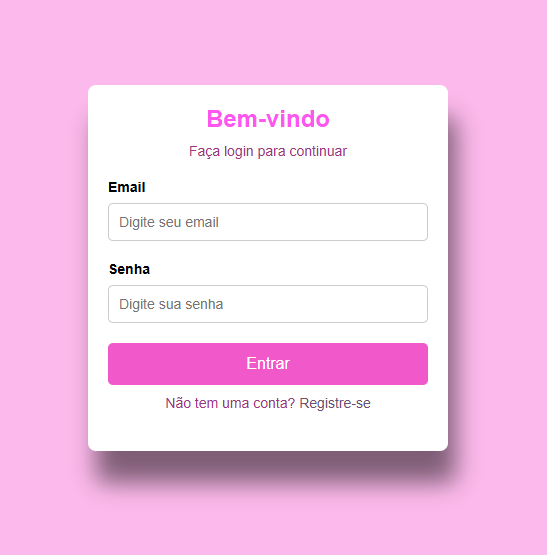 Bem-vindo
Faça login para continuar
Email
Digite seu email
Senha
Digite sua senha
Entrar
Não tem uma conta? Registre-se